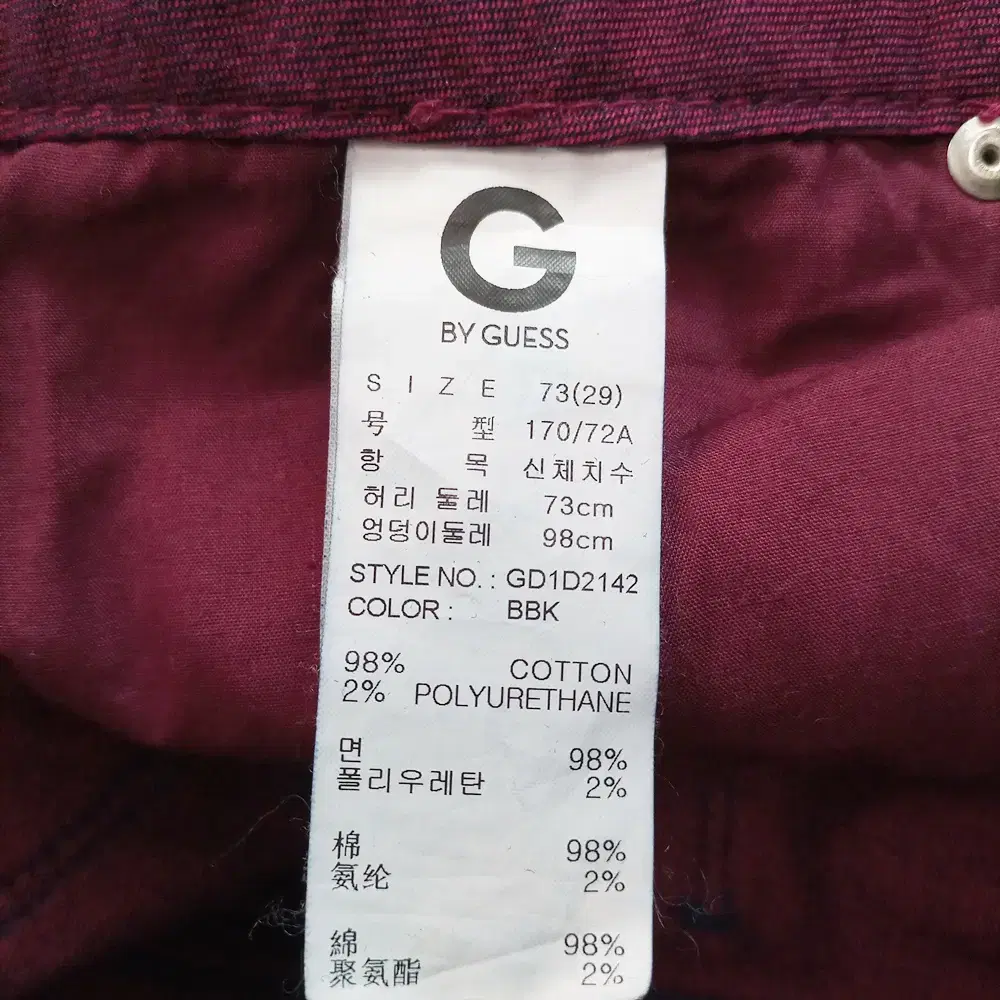 G
BY GUESS
SIZE 73(29)
号型 170/72A
항목 신체치수
허리 둘레 73cm
엉덩이둘레 98cm
STYLE NO. : GD1D2142
COLOR : BBK
98% COTTON
2% POLYURETHANE
면 98%
폴리우레탄 2%
棉 98%
氨纶 2%
綿 98%
聚氨酯 2%